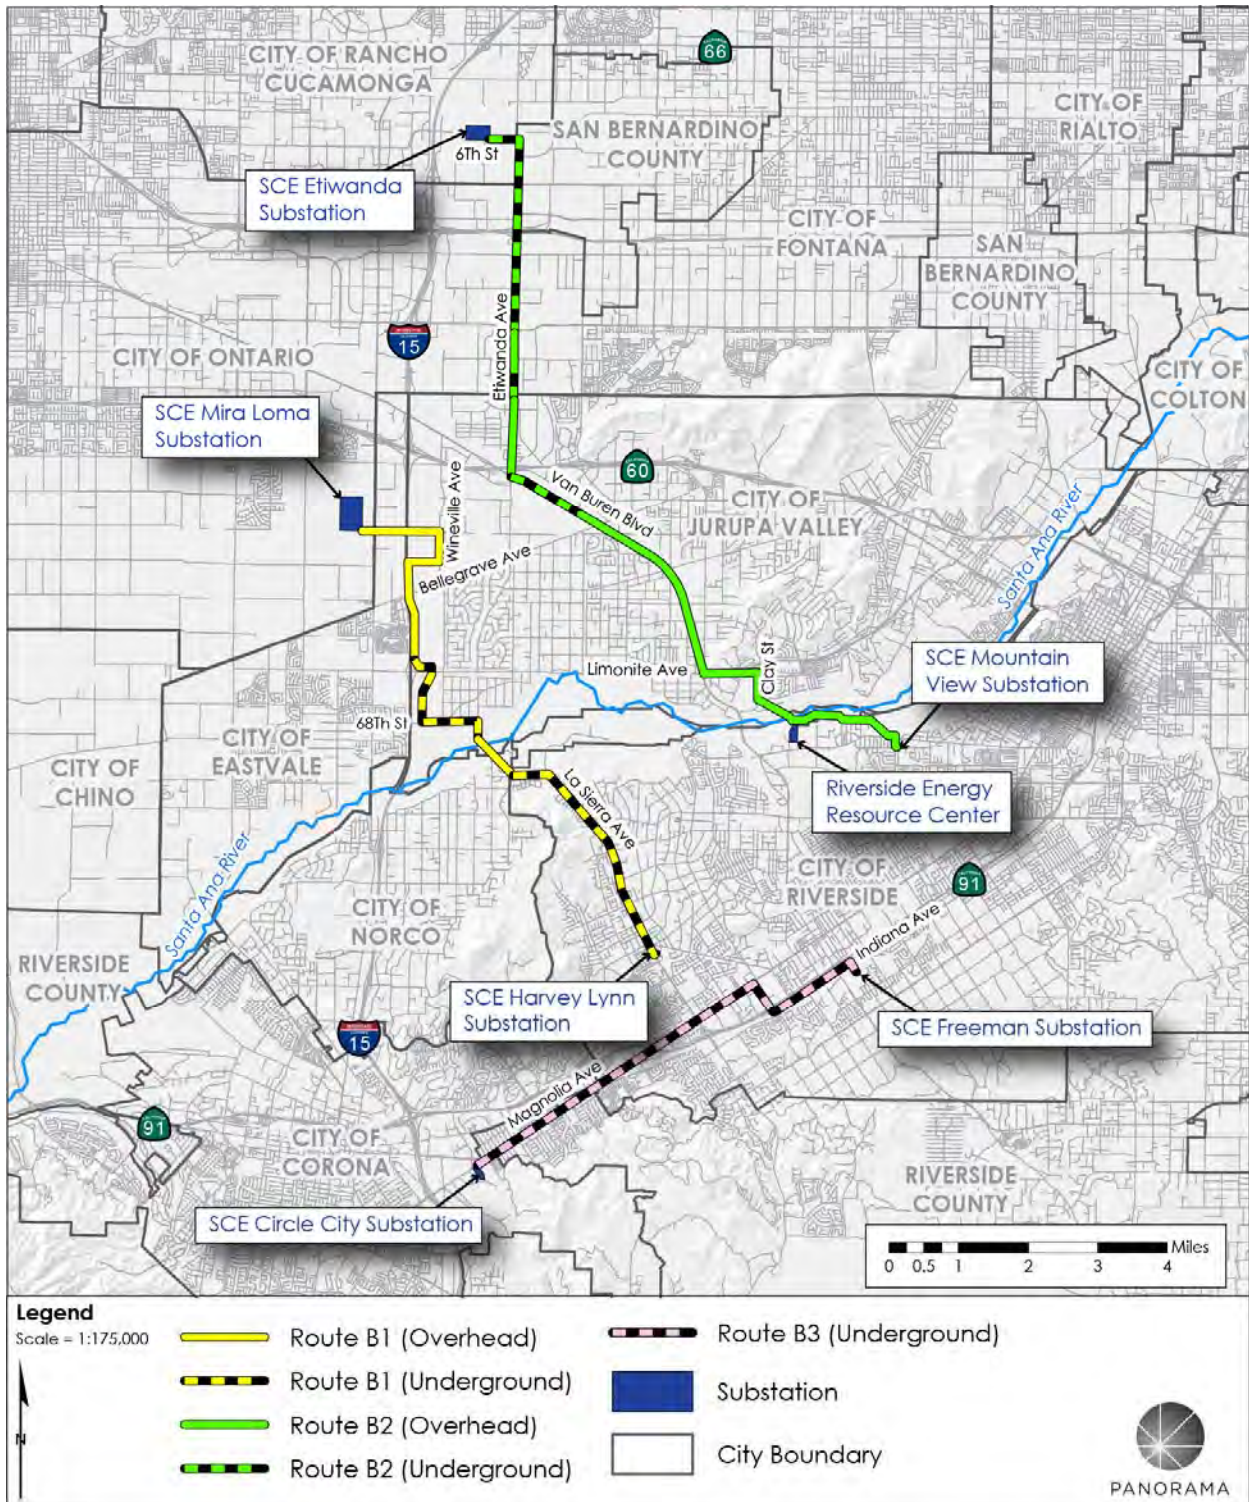 CITY OF RANCHO
CUCAMONGA
66
CITY OF
RIALTO
SAN BERNARDINO
COUNTY
6Th St
SCE Etiwanda
Substation
CITY OF
FONTANA
SAN
BERNARDINO
COUNTY
Etiwanda Ave
15
CITY OF ONTARIO
CITY OF
COLTON
SCE Mira Loma
Substation
60
Van Buren Blvd
CITY OF
JURUPA VALLEY
Wineville Ave
Bellegrave Ave
Santa Ana River
Limonite Ave
Clay St
SCE Mountain
View Substation
68Th St
CITY OF
EASTVALE
CITY OF
CHINO
La Sierra Ave
Riverside Energy
Resource Center
Santa Ana River
CITY OF
RIVERSIDE
91
CITY OF
NORCO
Indiana Ave
RIVERSIDE
COUNTY
SCE Harvey Lynn
Substation
SCE Freeman Substation
15
Magnolia Ave
91
CITY OF
CORONA
RIVERSIDE
COUNTY
SCE Circle City Substation
Miles
0 0.5 1 2 3 4
Legend
Scale = 1:175,000
N
Route B1 (Overhead)
Route B1 (Underground)
Route B2 (Overhead)
Route B2 (Underground)
Route B3 (Underground)
Substation
City Boundary
PANORAMA